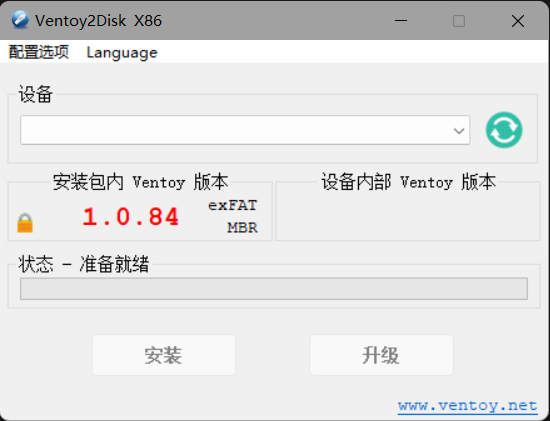 Ventoy2Disk X86
配置选项 Language
设备
安装包内 Ventoy 版本
设备内部 Ventoy 版本
1.0.84
exFAT
MBR
状态 - 准备就绪
安装
升级
www.ventoy.net